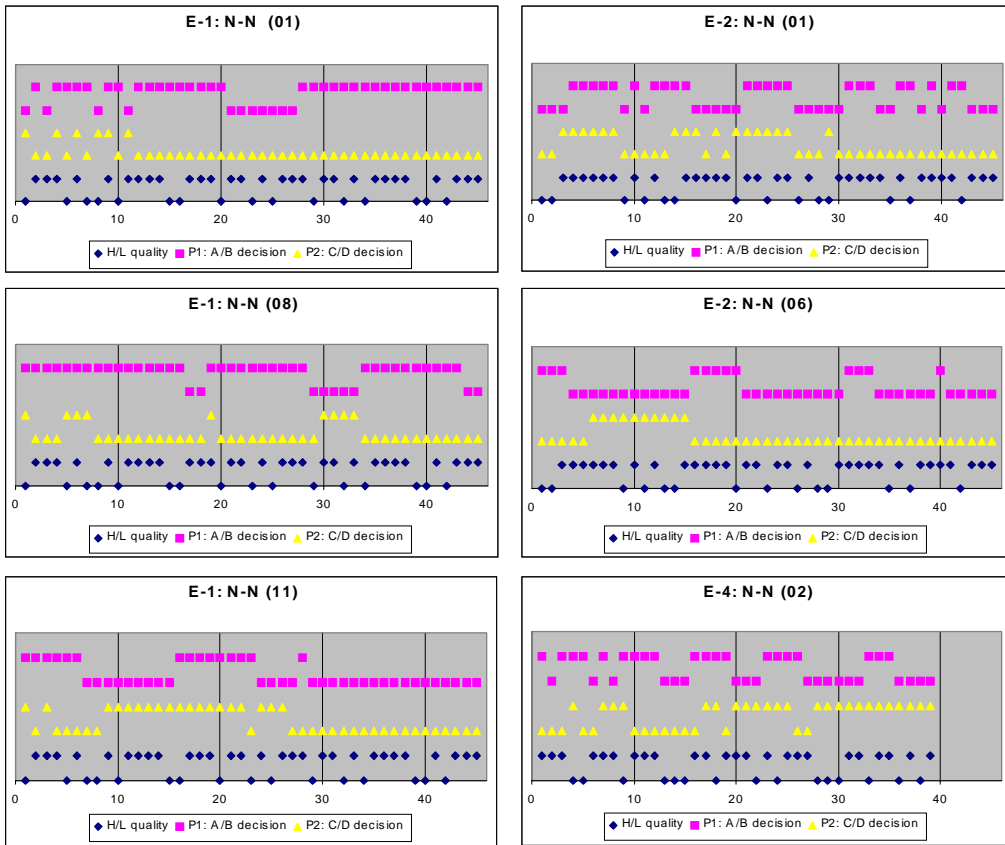 E-1: N-N (01)
0 10 20 30 40
H/L quality P1: A/B decision P2: C/D decision
E-2: N-N (01)
0 10 20 30 40
H/L quality P1: A/B decision P2: C/D decision
E-1: N-N (08)
0 10 20 30 40
H/L quality P1: A/B decision P2: C/D decision
E-2: N-N (06)
0 10 20 30 40
H/L quality P1: A/B decision P2: C/D decision
E-1: N-N (11)
0 10 20 30 40
H/L quality P1: A/B decision P2: C/D decision
E-4: N-N (02)
0 10 20 30 40
H/L quality P1: A/B decision P2: C/D decision